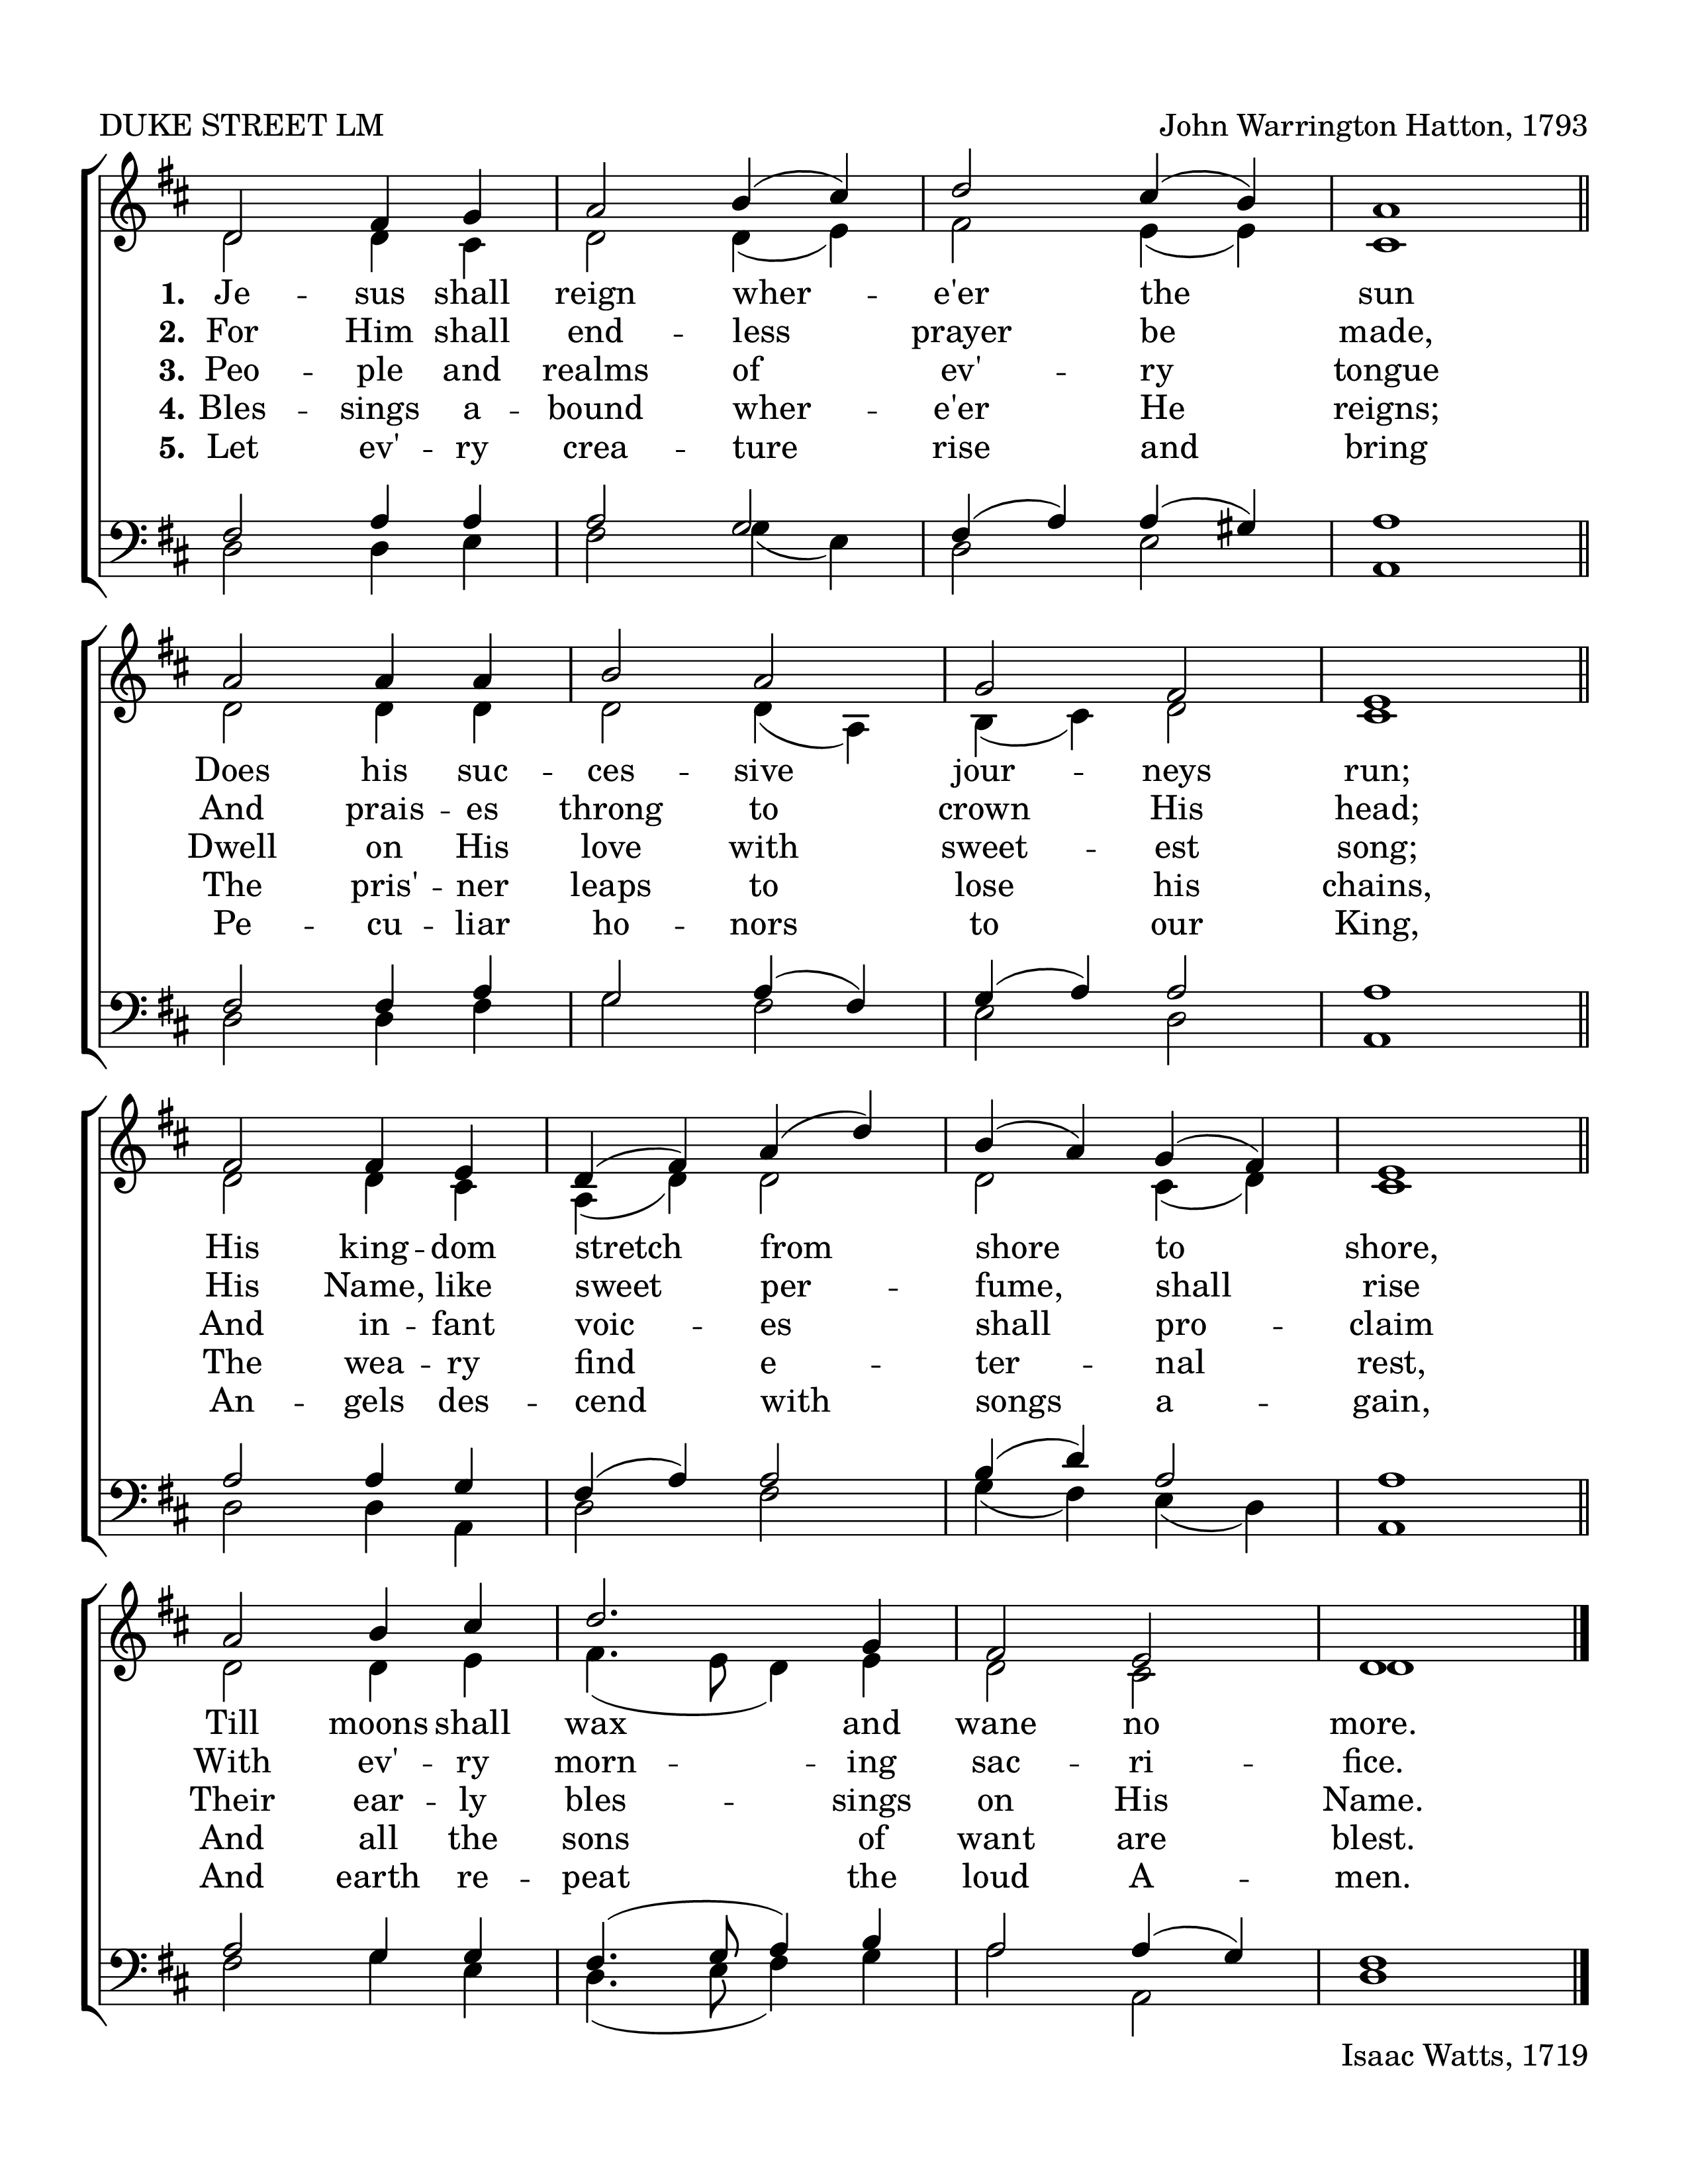 DUKE STREET LM John Warrington Hatton, 1793
1. Je -- sus shall reign wher -- e'er the sun
2. For Him shall end -- less prayer be made,
3. Peo -- ple and realms of ev' -- ry tongue
4. Bles -- sings a -- bound wher -- e'er He reigns;
5. Let ev' -- ry crea -- ture rise and bring
Does his suc -- ces -- sive jour -- neys run;
And prais -- es throng to crown His head;
Dwell on His love with sweet -- est song;
The pris' -- ner leaps to lose his chains,
Pe -- cu -- liar ho -- nors to our King,
His king -- dom stretch from shore to shore,
His Name, like sweet per -- fume, shall rise
And in -- fant voic -- es shall pro -- claim
The wea -- ry find e -- ter -- nal rest,
An -- gels des -- cend with songs a -- gain,
Till moons shall wax and wane no more.
With ev' -- ry morn -- ing sac -- ri -- fice.
Their ear -- ly bles -- sings on His Name.
And all the sons of want are blest.
And earth re -- peat the loud A -- men.
Isaac Watts, 1719